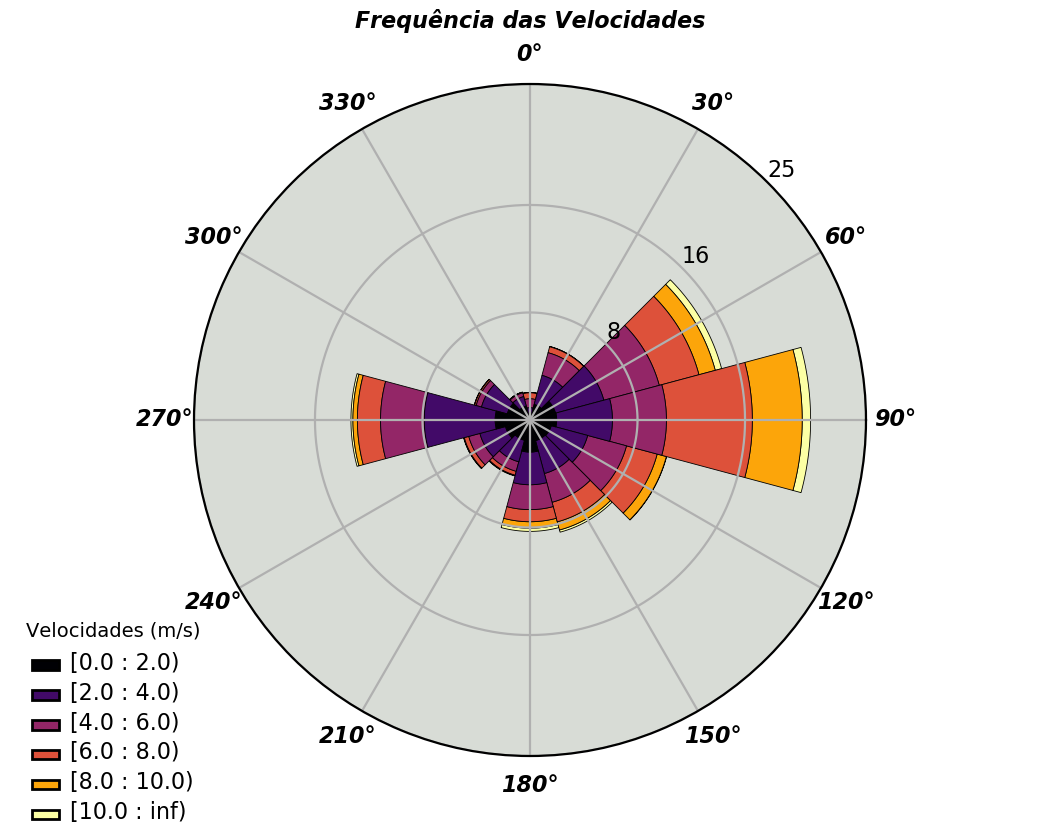 Frequência das Velocidades
0°
330°
30°
25
300°
60°
16
8
270°
90°
240°
120°
210°
150°
180°
Velocidades (m/s)
[0.0 : 2.0)
[2.0 : 4.0)
[4.0 : 6.0)
[6.0 : 8.0)
[8.0 : 10.0)
[10.0 : inf)